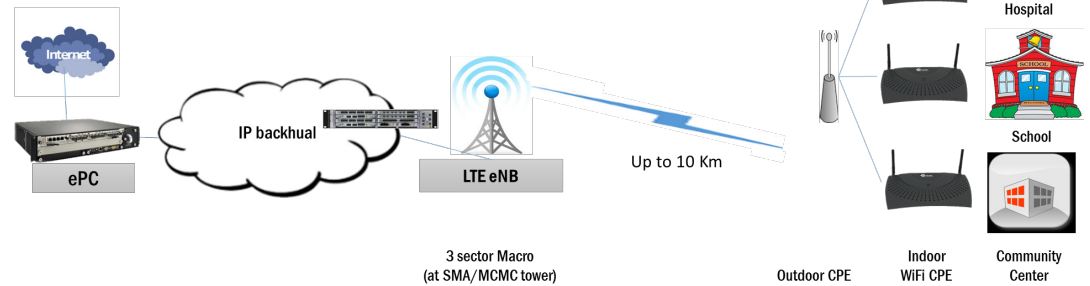 Hospital
Internet
SCHOOL
IP backhual
School
Up to 10 Km
ePC
LTE eNB
3 sector Macro
(at SMA/MCMC tower)
Outdoor CPE
Indoor
WiFi CPE
Community
Center